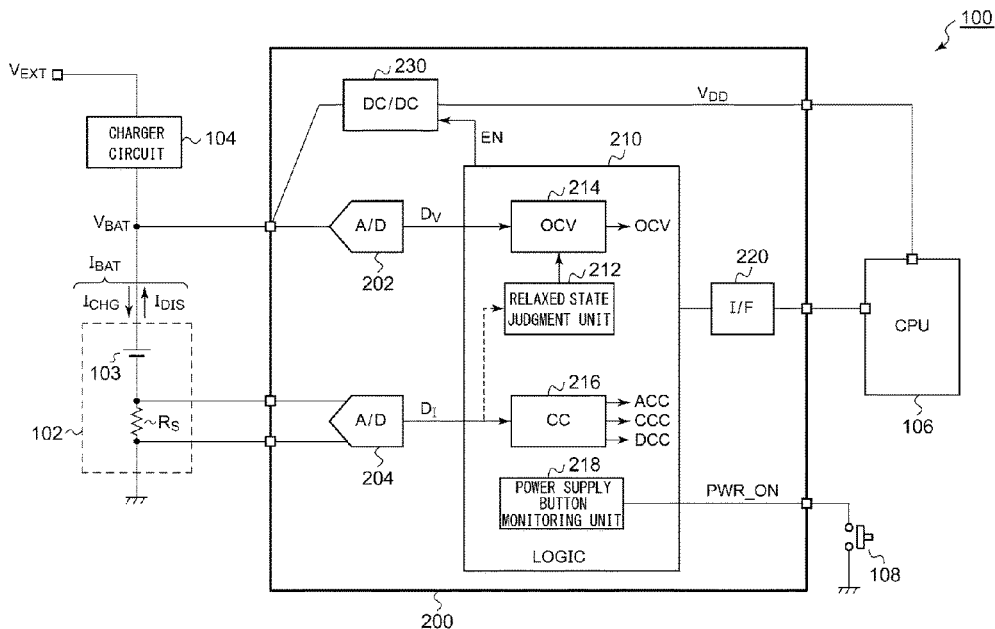 100
V_EXT
230
DC/DC
V_DD
CHARGER
CIRCUIT
104
EN
210
214
V_BAT
A/D
D_V
OCV
OCV
202
212
220
I_BAT
I_CHG
I_DIS
RELAXED STATE
JUDGMENT UNIT
I/F
CPU
103
216
102
R_S
A/D
D_I
CC
ACC
CCC
DCC
106
204
218
POWER SUPPLY
BUTTON
MONITORING UNIT
PWR_ON
LOGIC
108
200